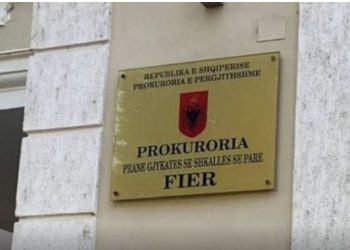 REPUBLIKA E SHQIPERISE
PROKURORIA E PERGJITHSHME
PROKURORIA
PRANE GJYKATES SE SHKALLES SE PARE
FIER